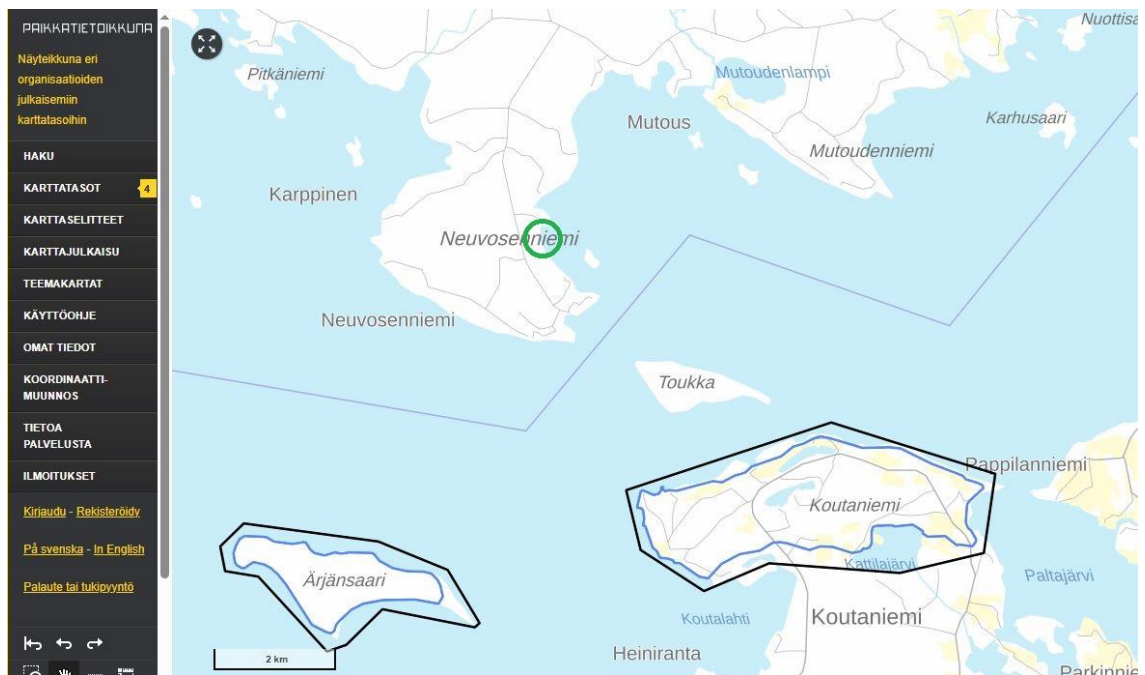 PAIKKATIETOIKKUNA
Näyteikkuna eri
organisaatioiden
julkaisemiin
karttatasoihin
HAKU
KARTTATASOT 4
KARTTASELITTEET
KARTTAJULKAISU
TEEMAKARTAT
KÄYTTÖOHJE
OMAT TIEDOT
KOORDINAATTI-
MUUNNOS
TIETOA
PALVELUSTA
ILMOITUKSET
Kirjaudu - Rekisteröidy
På svenska - In English
Palaute tai tukipyyntö
Nuottisa
Pitkäniemi
Mutoudenlampi
Karhusaari
Mutous
Mutoudenniemi
Karppinen
Neuvosenniemi
Neuvosenniemi
Toukka
Pappilanniemi
Koutaniemi
Kattilajärvi
Ärjänsaari
Paltajärvi
Koutalahti
Koutaniemi
Heiniranta
2 km
Parkinnie